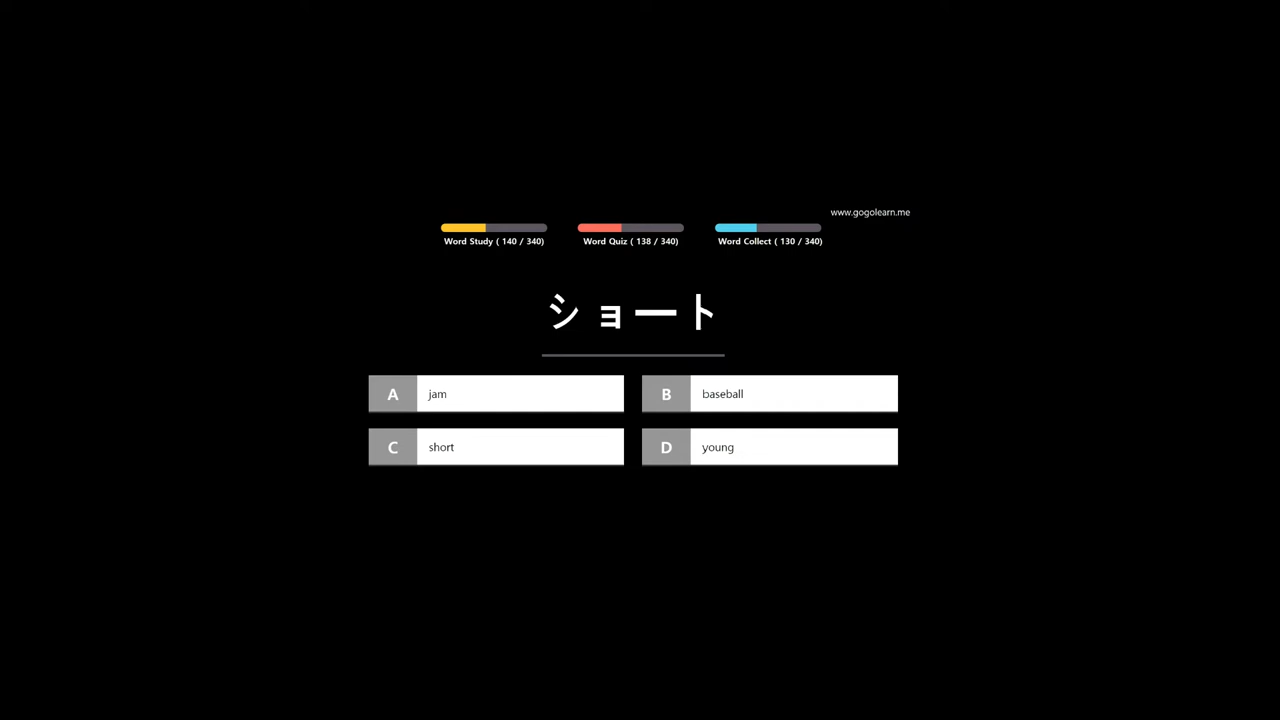 www.gogolearn.me
Word Study ( 140 / 340)
Word Quiz ( 138 / 340)
Word Collect ( 130 / 340)
ショート
A jam
B baseball
C short
D young